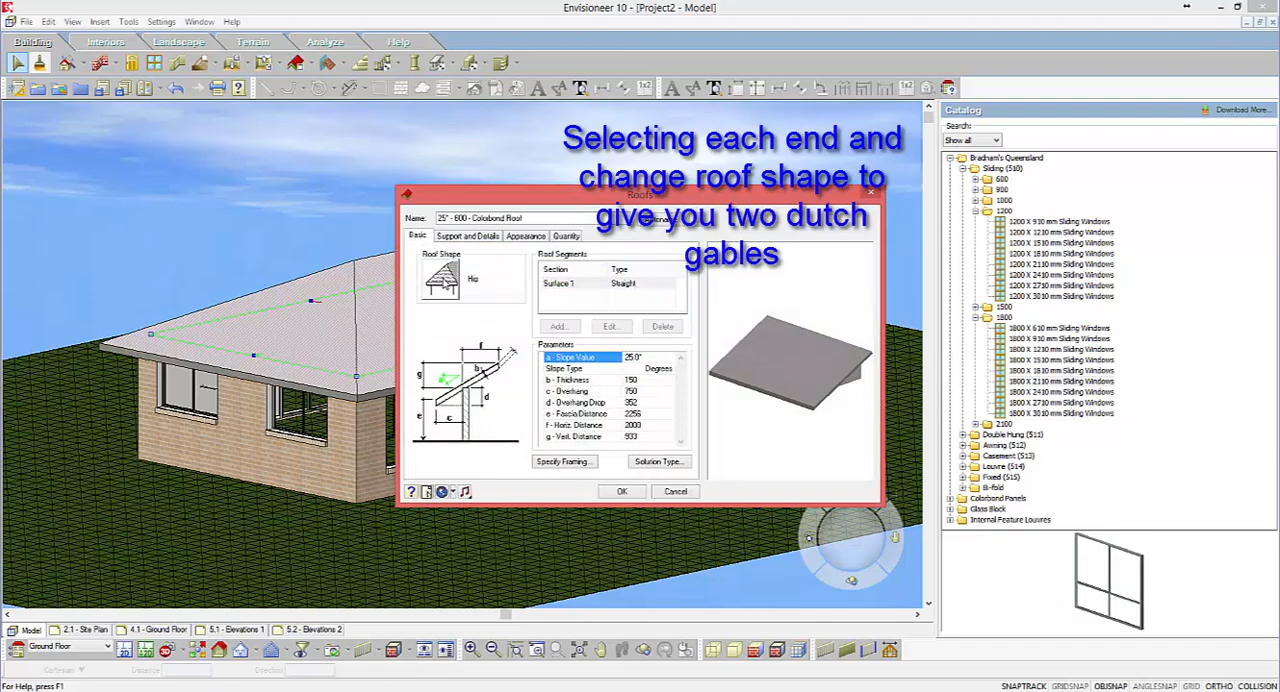 Envisioneer 10 - [Project2 - Model]
File Edit View Insert Tools Settings Window Help
Building Interiors Landscape Terrain Analyze Help
Selecting each end and
change roof shape to
give you two dutch
gables
Catalog
Download More...
Search:
Show all
Bradnam's Queensland
Sliding (510)
600
900
1000
1200
1200 X 910 mm Sliding Windows
1200 X 1210 mm Sliding Windows
1200 X 1510 mm Sliding Windows
1200 X 1810 mm Sliding Windows
1200 X 2110 mm Sliding Windows
1200 X 2410 mm Sliding Windows
1200 X 2710 mm Sliding Windows
1200 X 3010 mm Sliding Windows
1500
1800
1800 X 610 mm Sliding Windows
1800 X 910 mm Sliding Windows
1800 X 1210 mm Sliding Windows
1800 X 1510 mm Sliding Windows
1800 X 1810 mm Sliding Windows
1800 X 2110 mm Sliding Windows
1800 X 2410 mm Sliding Windows
1800 X 2710 mm Sliding Windows
1800 X 3010 mm Sliding Windows
2100
Double Hung (511)
Awning (512)
Casement (513)
Louvre (514)
Fixed (515)
Bi-fold
Colorbond Panels
Glass Block
Internal Feature Louvres
Roofs
Name: 25° - 600 - Colobond Roof
Basic Support and Details Appearance Quantity
Roof Shape
Hip
Roof Segments
Section Type
Surface 1 Straight
Add... Edit... Delete
Parameters
a - Slope Value 25.0°
Slope Type Degrees
b - Thickness 150
c - Overhang 750
d - Overhang Drop 352
e - Fascia Distance 2256
f - Horiz. Distance 2000
g - Vert. Distance 933
f
g
b
a
d
e
c
Specify Framing... Solution Type...
OK Cancel
Model 2.1 - Site Plan 4.1 - Ground Floor 5.1 - Elevations 1 5.2 - Elevations 2
Ground Floor
Cartesian Distance Direction
For Help, press F1
SNAPTRACK GRIDSNAP OBJSNAP ANGLESNAP GRID ORTHO COLLISION